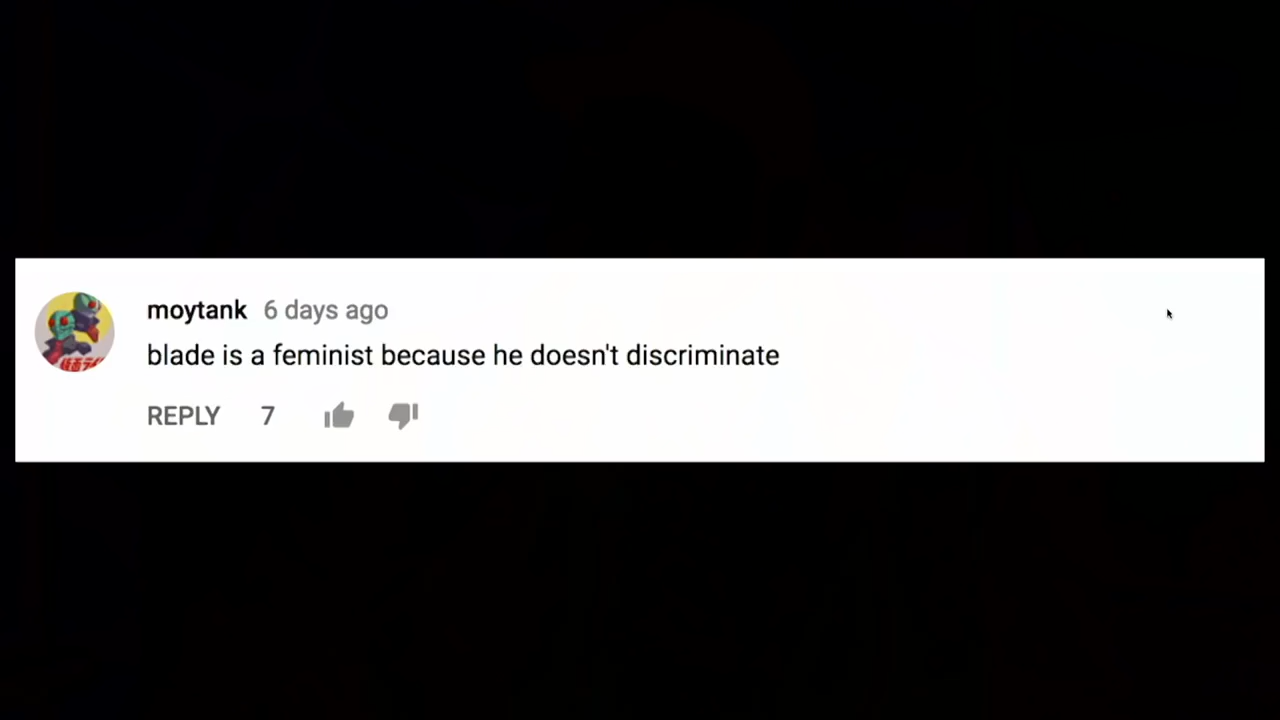 moytank 6 days ago
blade is a feminist because he doesn't discriminate
REPLY 7